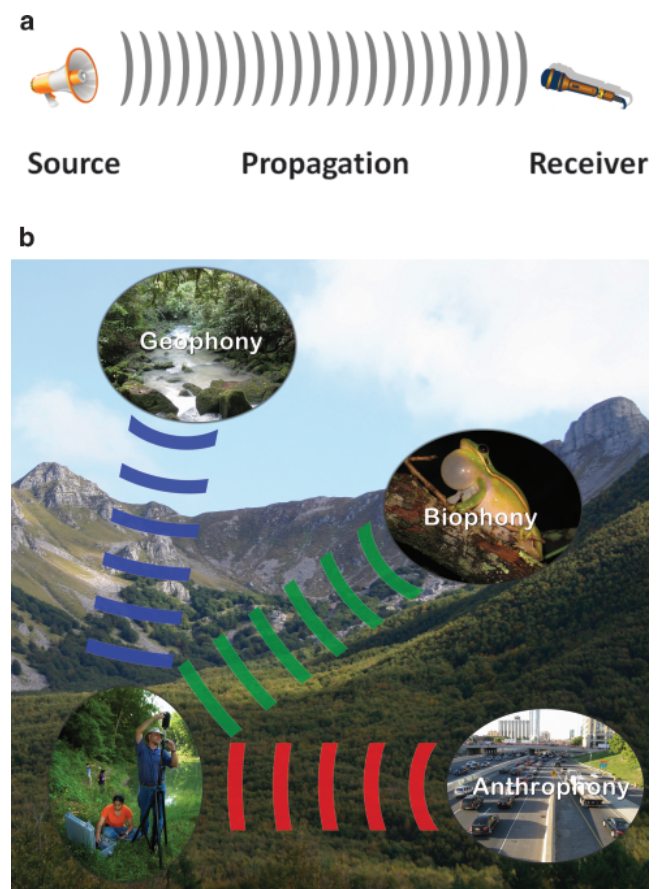 a
Source Propagation Receiver
b
Geophony
Biophony
Anthrophony